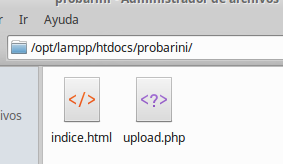 probarini - Administrador de archivos
Ir Ayuda
/opt/lampp/htdocs/probarini/
ivos
</> <?>
indice.html upload.php